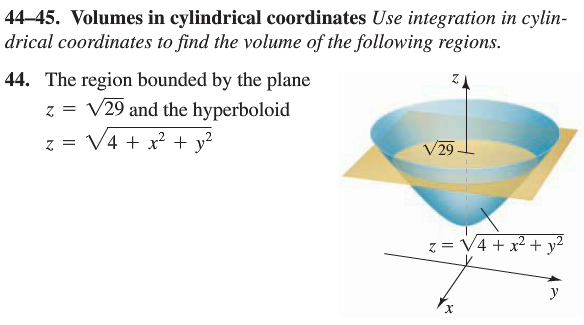 44–45. Volumes in cylindrical coordinates Use integration in cylin-
drical coordinates to find the volume of the following regions.
44. The region bounded by the plane
z = √29 and the hyperboloid
z = √(4 + x² + y²)
z
√29
z = √(4 + x² + y²)
y
x